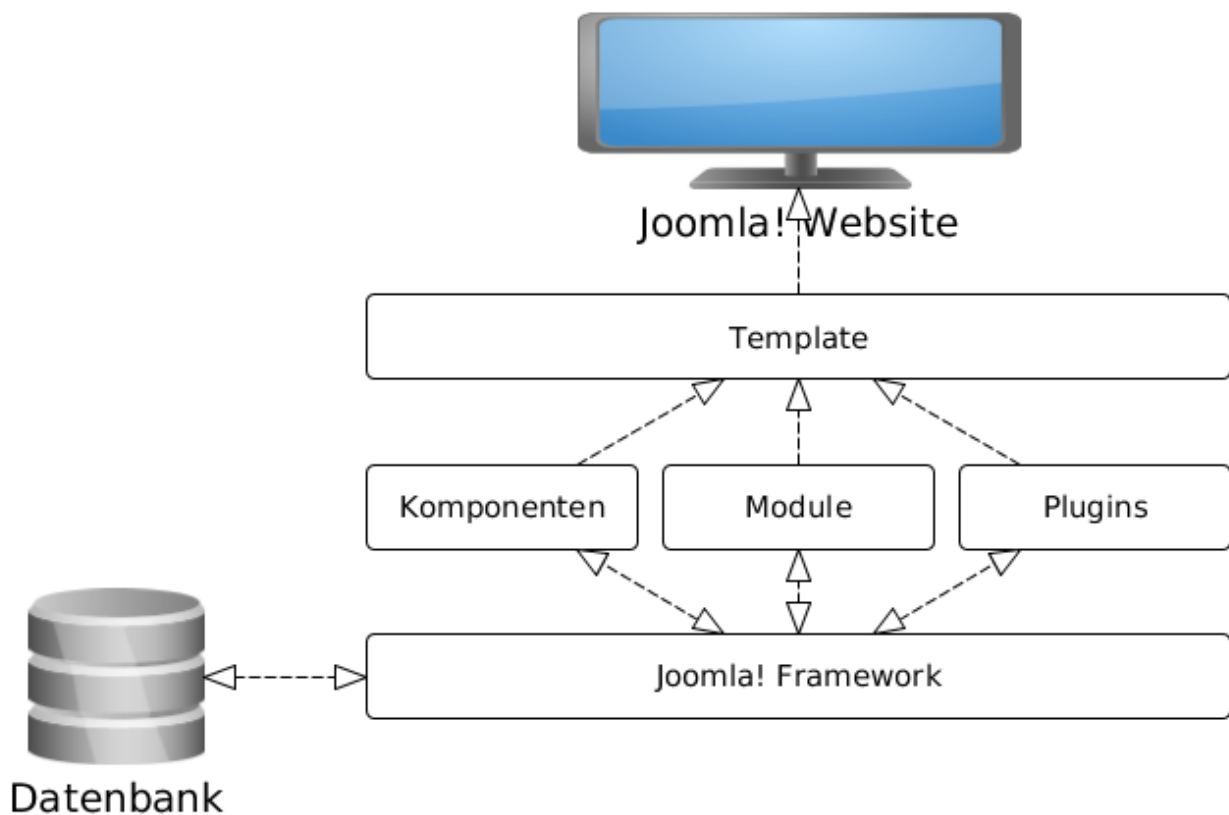 Joomla! Website
Template
Komponenten
Module
Plugins
Joomla! Framework
Datenbank